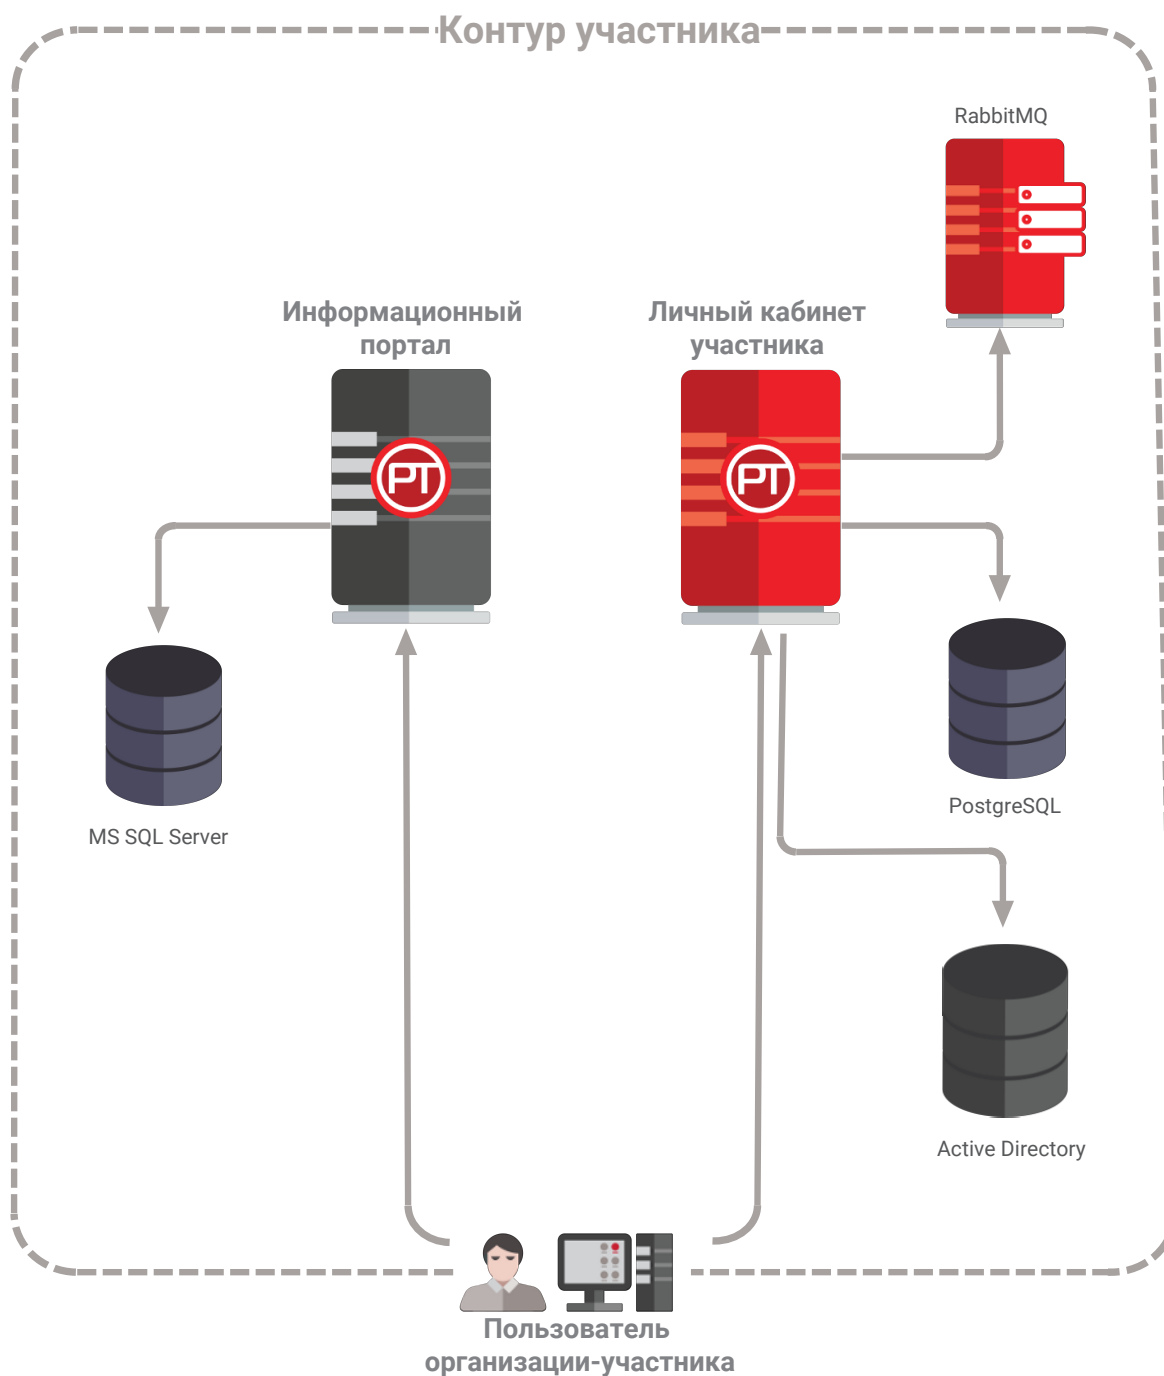 Контур участника
RabbitMQ
Информационный
портал
Личный кабинет
участника
PT
PT
MS SQL Server
PostgreSQL
Active Directory
Пользователь
организации-участника